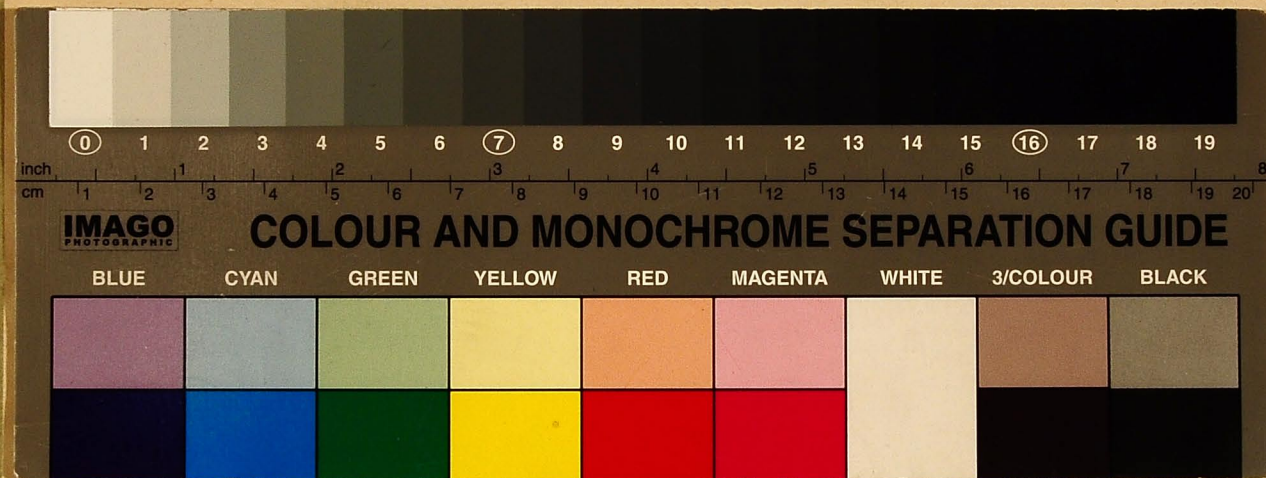 0 1 2 3 4 5 6 7 8 9 10 11 12 13 14 15 16 17 18 19
inch 1 2 3 4 5 6 7 8
cm 1 2 3 4 5 6 7 8 9 10 11 12 13 14 15 16 17 18 19 20
IMAGO
PHOTOGRAPHIC
COLOUR AND MONOCHROME SEPARATION GUIDE
BLUE CYAN GREEN YELLOW RED MAGENTA WHITE 3/COLOUR BLACK